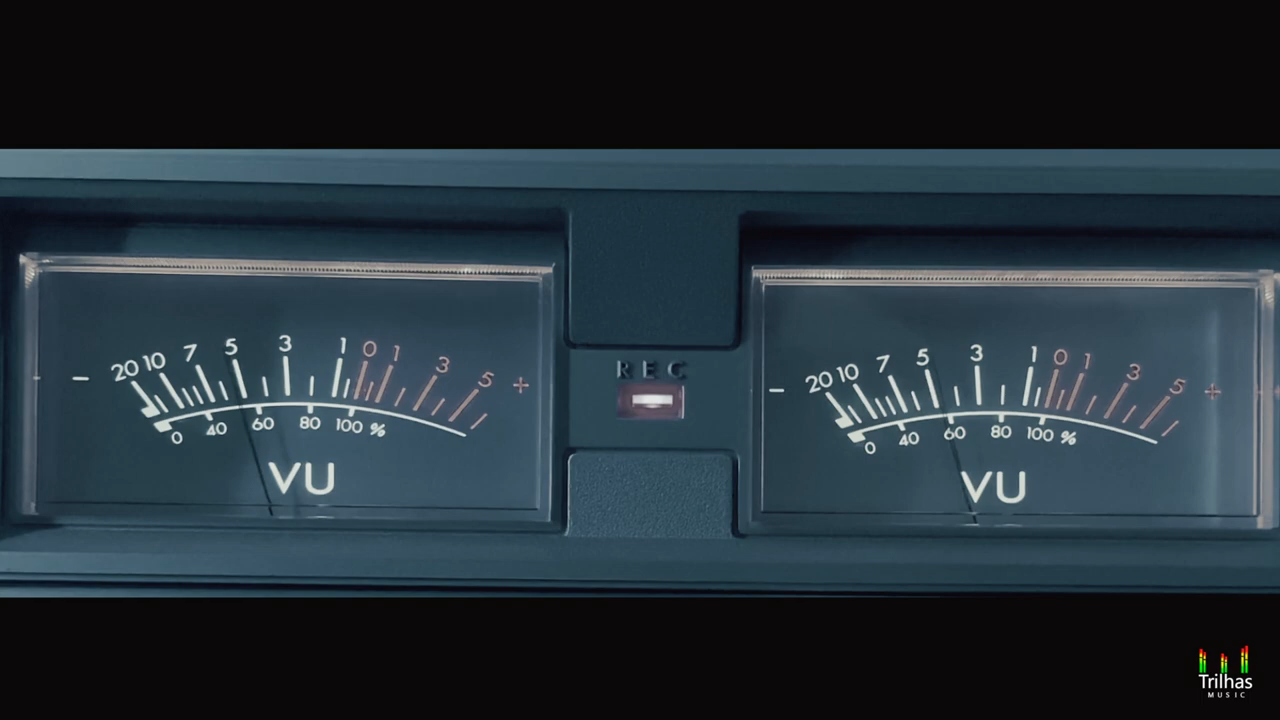 20 10 7 5 3 1 0 1 3 5 +
−
0 40 60 80 100 %
VU
REC
20 10 7 5 3 1 0 1 3 5 +
−
0 40 60 80 100 %
VU
Trilhas
MUSIC